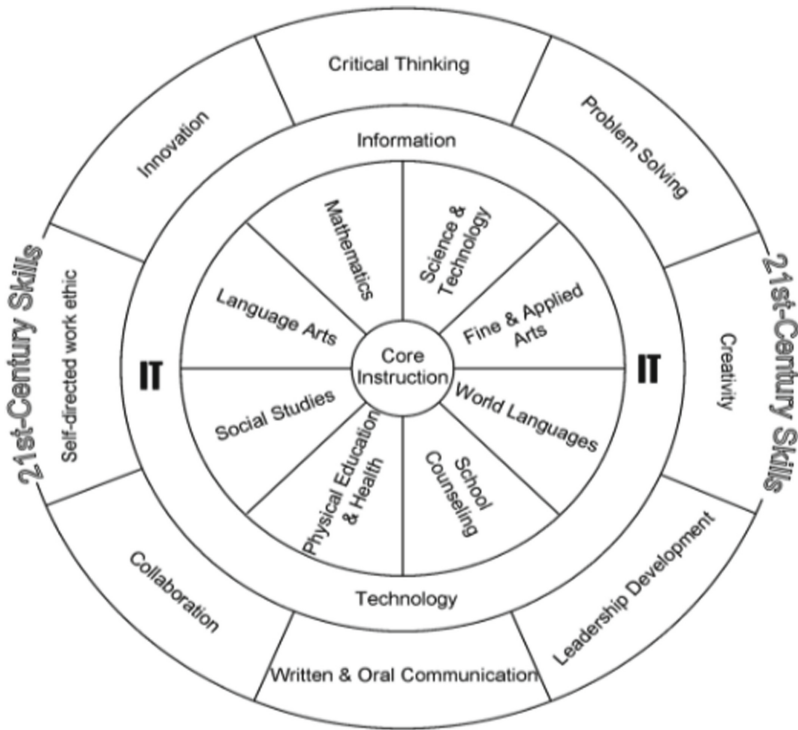 Critical Thinking
Problem Solving
Creativity
Leadership Development
Written & Oral Communication
Collaboration
Self-directed work ethic
Innovation
21st-Century Skills
21st-Century Skills
Information
IT
IT
Technology
Mathematics
Science &
Technology
Fine & Applied
Arts
World Languages
School
Counseling
Physical Education
& Health
Social Studies
Language Arts
Core
Instruction